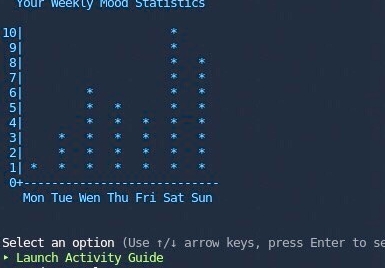 Your Weekly Mood Statistics
10|                     *
9|                     *
8|                     *   *
7|                     *   *
6|         *           *   *
5|         *   *       *   *
4|         *   *   *   *   *
3|     *   *   *   *   *   *
2|     *   *   *   *   *   *
1| *   *   *   *   *   *   *
0+----------------------------
Mon Tue Wed Thu Fri Sat Sun
Select an option (Use ↑/↓ arrow keys, press Enter to se
▸ Launch Activity Guide